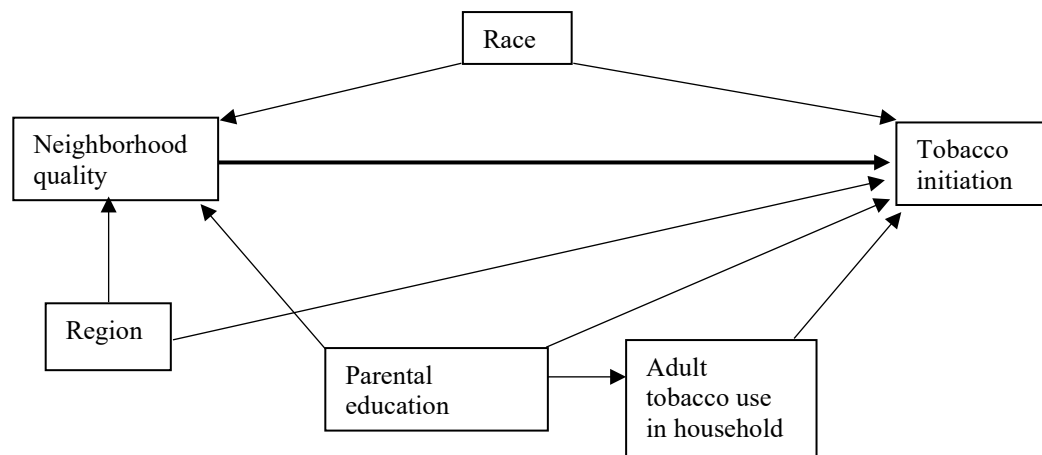 Race
Neighborhood
quality
Tobacco
initiation
Region
Parental
education
Adult
tobacco use
in household